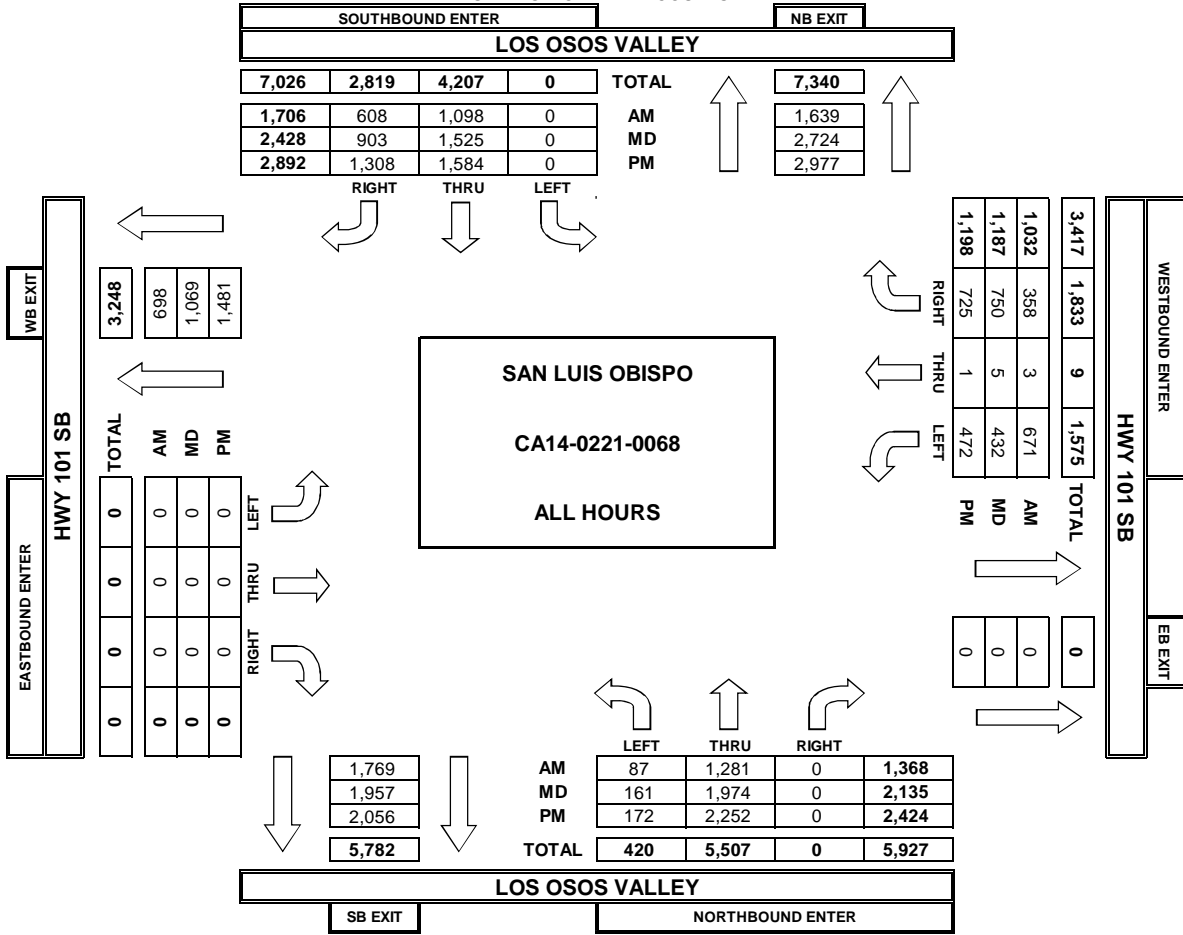 SOUTHBOUND ENTER NB EXIT
LOS OSOS VALLEY
7,026 2,819 4,207 0 TOTAL 7,340
1,706 608 1,098 0 AM 1,639
2,428 903 1,525 0 MD 2,724
2,892 1,308 1,584 0 PM 2,977
RIGHT THRU LEFT
WB EXIT
HWY 101 SB
EASTBOUND ENTER
3,248 698 1,069 1,481
TOTAL AM MD PM
0 0 0 0 LEFT
0 0 0 0 THRU
0 0 0 0 RIGHT
0 0 0 0
SAN LUIS OBISPO
CA14-0221-0068
ALL HOURS
WESTBOUND ENTER
HWY 101 SB
EB EXIT
3,417 1,833 9 1,575 TOTAL
1,032 358 3 671 AM
1,187 750 5 432 MD
1,198 725 1 472 PM
RIGHT THRU LEFT
0 0 0 0
LEFT THRU RIGHT
1,769 AM 87 1,281 0 1,368
1,957 MD 161 1,974 0 2,135
2,056 PM 172 2,252 0 2,424
5,782 TOTAL 420 5,507 0 5,927
LOS OSOS VALLEY
SB EXIT NORTHBOUND ENTER